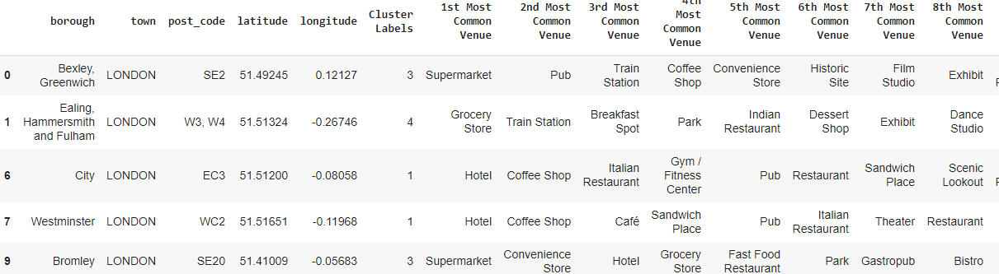 borough town post_code latitude longitude Cluster Labels 1st Most Common Venue 2nd Most Common Venue 3rd Most Common Venue 4th Most Common Venue 5th Most Common Venue 6th Most Common Venue 7th Most Common Venue 8th Most Common Venue
0 Bexley, Greenwich LONDON SE2 51.49245 0.12127 3 Supermarket Pub Train Station Coffee Shop Convenience Store Historic Site Film Studio Exhibit
1 Ealing, Hammersmith and Fulham LONDON W3, W4 51.51324 -0.26746 4 Grocery Store Train Station Breakfast Spot Park Indian Restaurant Dessert Shop Exhibit Dance Studio
6 City LONDON EC3 51.51200 -0.08058 1 Hotel Coffee Shop Italian Restaurant Gym / Fitness Center Pub Restaurant Sandwich Place Scenic Lookout
7 Westminster LONDON WC2 51.51651 -0.11968 1 Hotel Coffee Shop Café Sandwich Place Pub Italian Restaurant Theater Restaurant
9 Bromley LONDON SE20 51.41009 -0.05683 3 Supermarket Convenience Store Hotel Grocery Store Fast Food Restaurant Park Gastropub Bistro